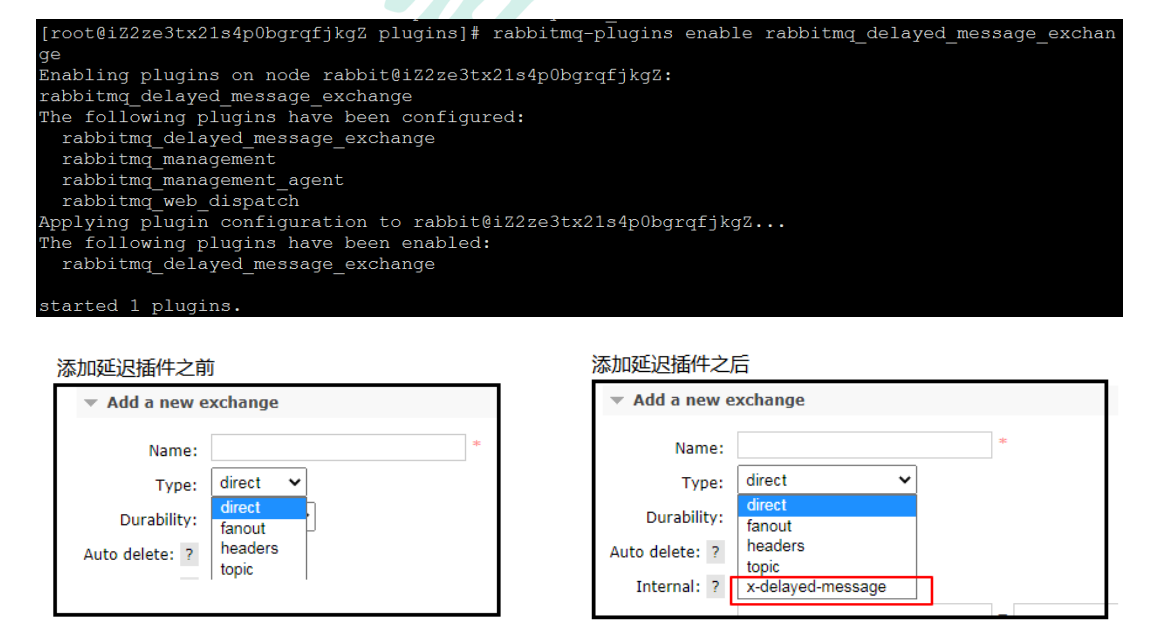 [root@iZ2ze3tx21s4p0bgrqfjkgZ plugins]# rabbitmq-plugins enable rabbitmq_delayed_message_exchan
ge
Enabling plugins on node rabbit@iZ2ze3tx21s4p0bgrqfjkgZ:
rabbitmq_delayed_message_exchange
The following plugins have been configured:
  rabbitmq_delayed_message_exchange
  rabbitmq_management
  rabbitmq_management_agent
  rabbitmq_web_dispatch
Applying plugin configuration to rabbit@iZ2ze3tx21s4p0bgrqfjkgZ...
The following plugins have been enabled:
  rabbitmq_delayed_message_exchange
started 1 plugins.
添加延迟插件之前
Add a new exchange
Name: *
Type: direct
direct
Durability:
fanout
headers
Auto delete: ?
topic
添加延迟插件之后
Add a new exchange
Name: *
Type: direct
direct
Durability:
fanout
headers
Auto delete: ?
topic
Internal: ? x-delayed-message